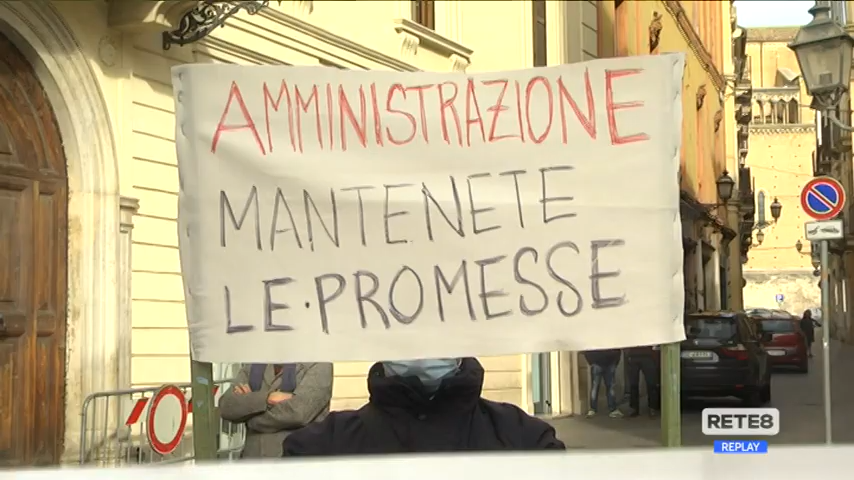 AMMINISTRAZIONE
MANTENETE
LE·PROMESSE
RETE8
REPLAY